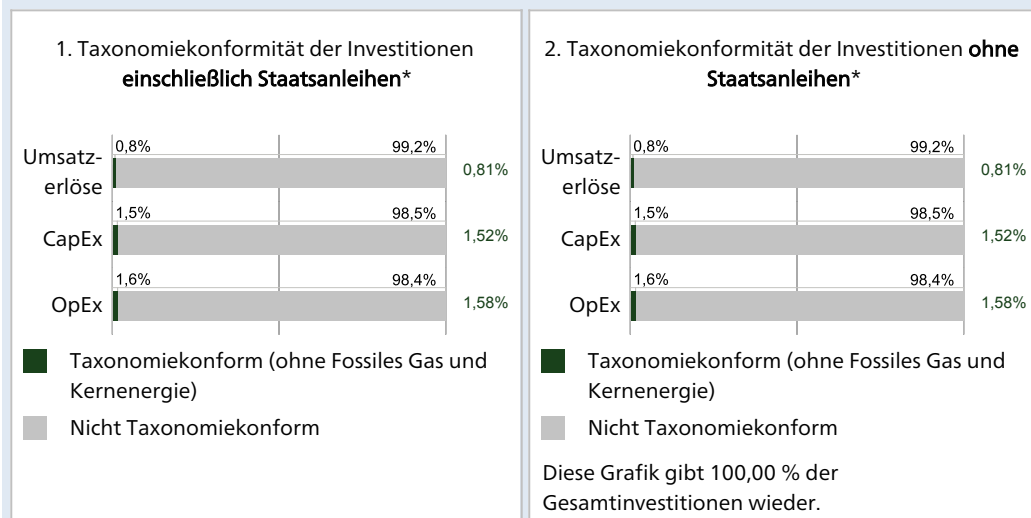 1. Taxonomiekonformität der Investitionen
einschließlich Staatsanleihen*
0,8% 99,2%
Umsatz-
erlöse
0,81%
1,5% 98,5%
CapEx 1,52%
1,6% 98,4%
OpEx 1,58%
Taxonomiekonform (ohne Fossiles Gas und
Kernenergie)
Nicht Taxonomiekonform
2. Taxonomiekonformität der Investitionen ohne
Staatsanleihen*
0,8% 99,2%
Umsatz-
erlöse
0,81%
1,5% 98,5%
CapEx 1,52%
1,6% 98,4%
OpEx 1,58%
Taxonomiekonform (ohne Fossiles Gas und
Kernenergie)
Nicht Taxonomiekonform
Diese Grafik gibt 100,00 % der
Gesamtinvestitionen wieder.